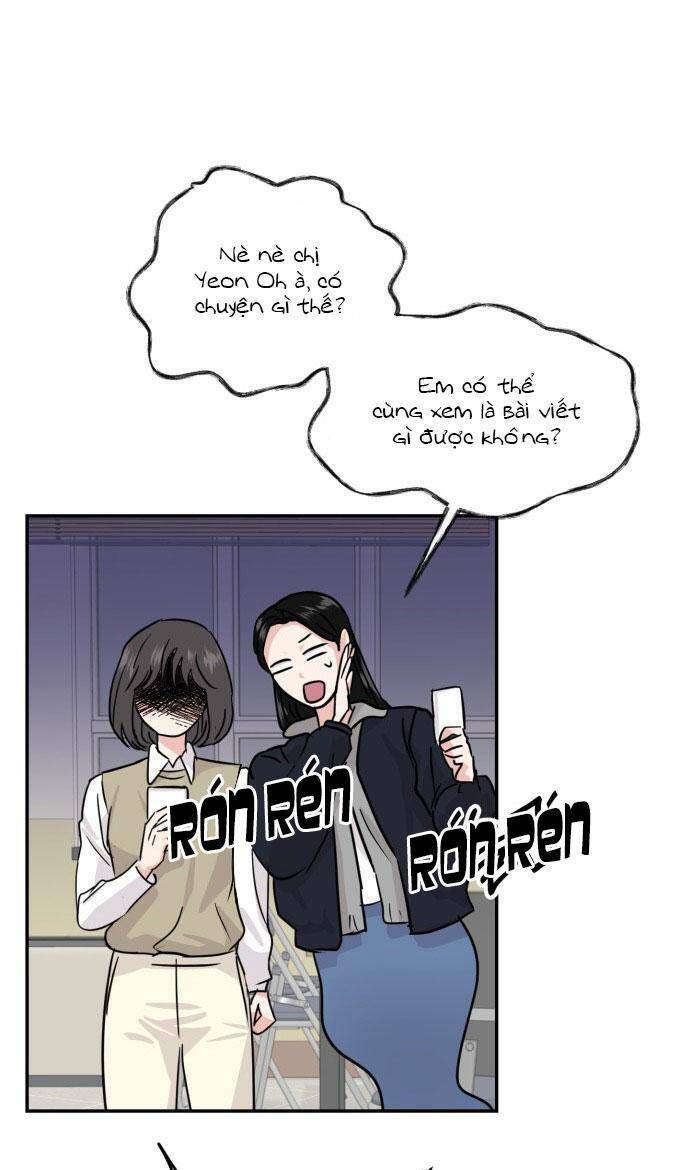 Nè nè chị
Yeon Oh à, có
chuyện gì thế?
Em có thể
cùng xem là bài viết
gì được không?
RÓN RÉN
RÓN RÉN